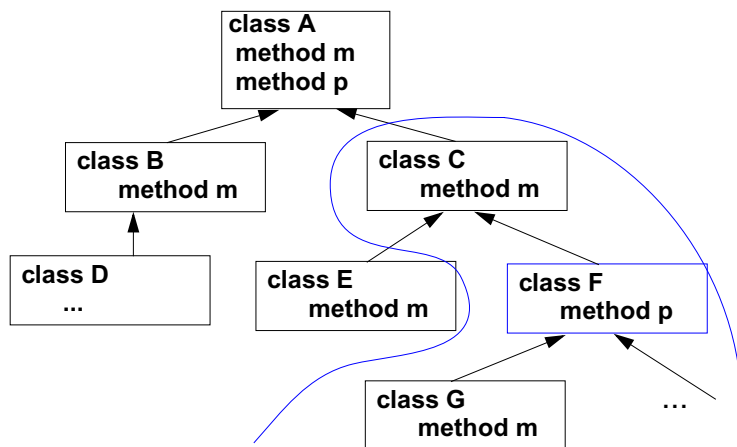 class A
method m
method p
class B
method m
class C
method m
class D
...
class E
method m
class F
method p
class G
method m
...